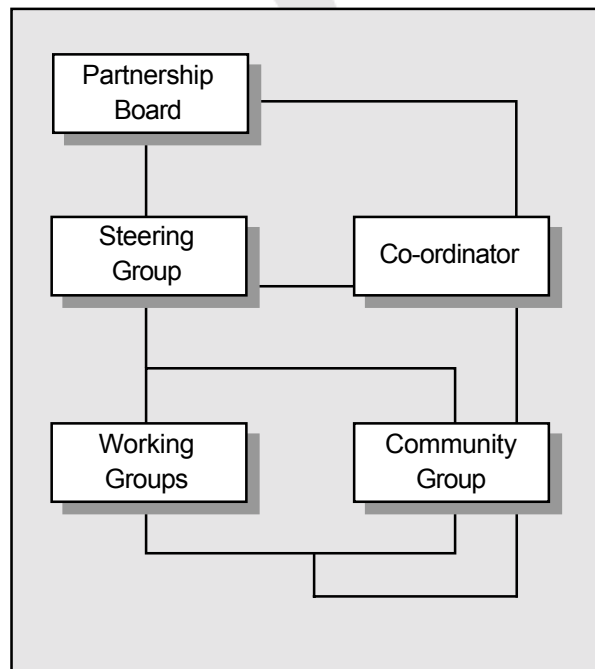 Partnership
Board
Steering
Group
Co-ordinator
Working
Groups
Community
Group